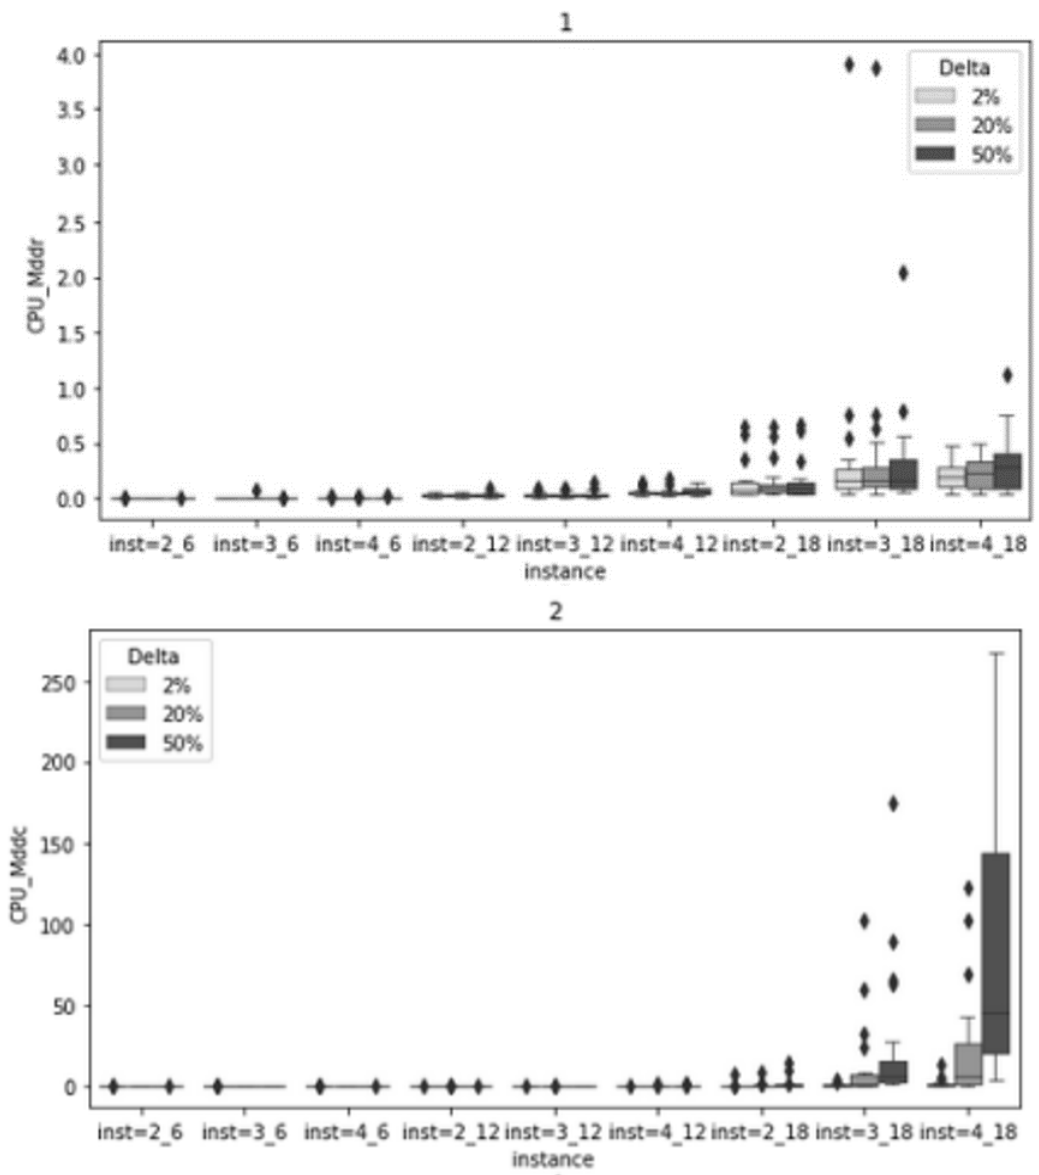 1
4.0
3.5
3.0
2.5
2.0
1.5
1.0
0.5
0.0
CPU_Mddr
Delta
2%
20%
50%
inst=2_6 inst=3_6 inst=4_6 inst=2_12 inst=3_12 inst=4_12 inst=2_18 inst=3_18 inst=4_18
instance
2
250
200
150
100
50
0
CPU_Mddc
Delta
2%
20%
50%
inst=2_6 inst=3_6 inst=4_6 inst=2_12 inst=3_12 inst=4_12 inst=2_18 inst=3_18 inst=4_18
instance